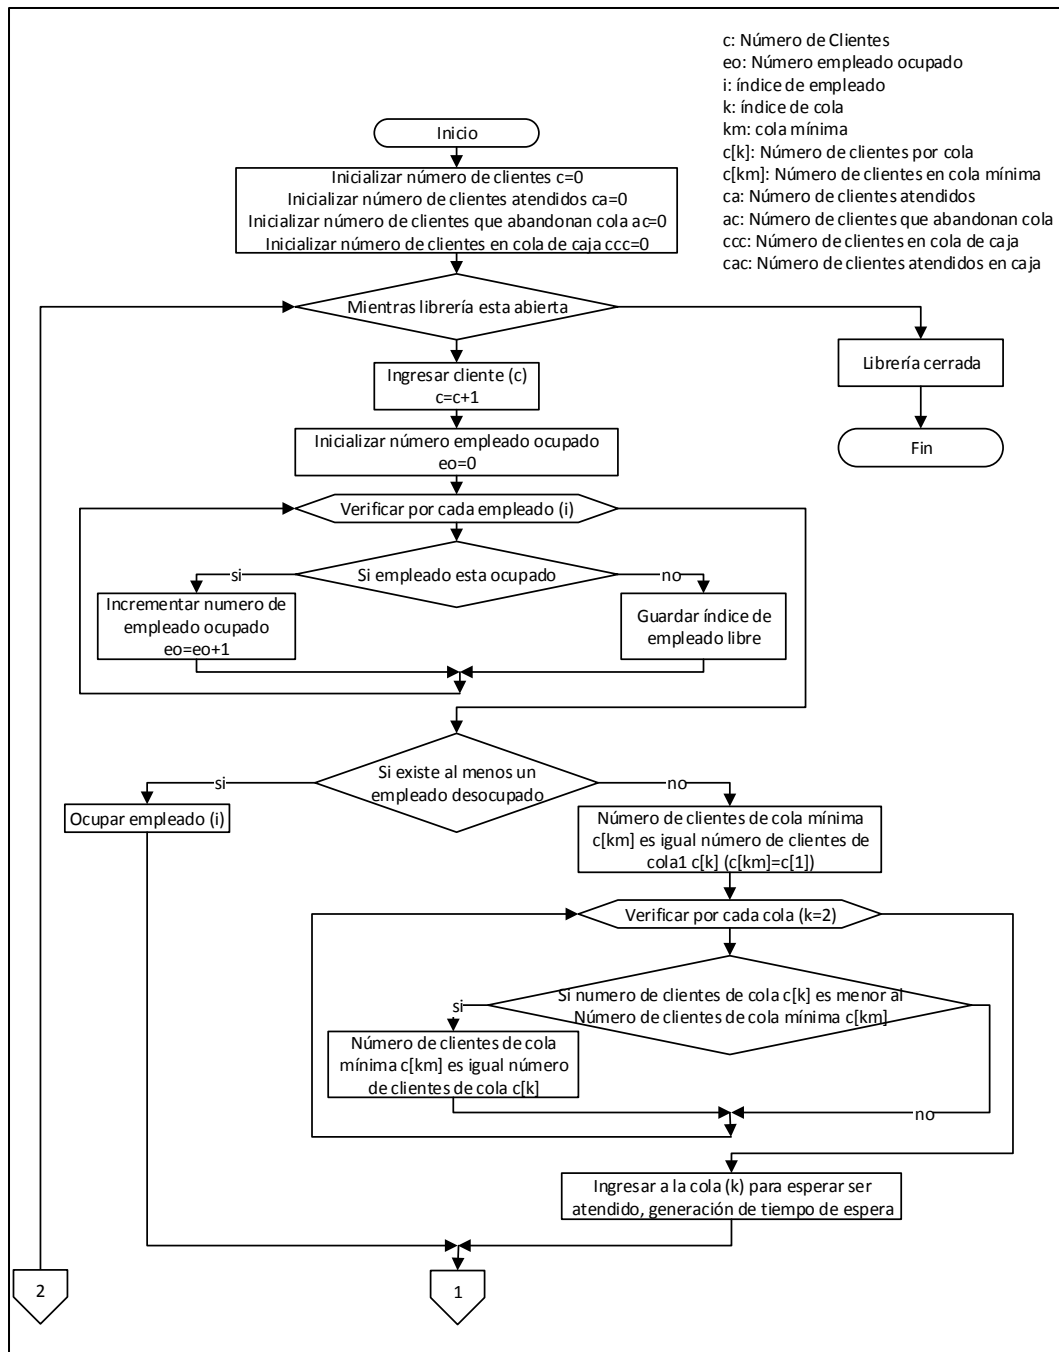 c: Número de Clientes
eo: Número empleado ocupado
i: índice de empleado
k: índice de cola
km: cola mínima
c[k]: Número de clientes por cola
c[km]: Número de clientes en cola mínima
ca: Número de clientes atendidos
ac: Número de clientes que abandonan cola
ccc: Número de clientes en cola de caja
cac: Número de clientes atendidos en caja
Inicio
Inicializar número de clientes c=0
Inicializar número de clientes atendidos ca=0
Inicializar número de clientes que abandonan cola ac=0
Inicializar número de clientes en cola de caja ccc=0
Mientras librería esta abierta
Librería cerrada
Fin
Ingresar cliente (c)
c=c+1
Inicializar número empleado ocupado
eo=0
Verificar por cada empleado (i)
Si empleado esta ocupado
si
no
Incrementar numero de
empleado ocupado
eo=eo+1
Guardar índice de
empleado libre
Si existe al menos un
empleado desocupado
si
no
Ocupar empleado (i)
Número de clientes de cola mínima
c[km] es igual número de clientes de
cola1 c[k] (c[km]=c[1])
Verificar por cada cola (k=2)
Si numero de clientes de cola c[k] es menor al
Número de clientes de cola mínima c[km]
si
Número de clientes de cola
mínima c[km] es igual número
de clientes de cola c[k]
no
Ingresar a la cola (k) para esperar ser
atendido, generación de tiempo de espera
2
1